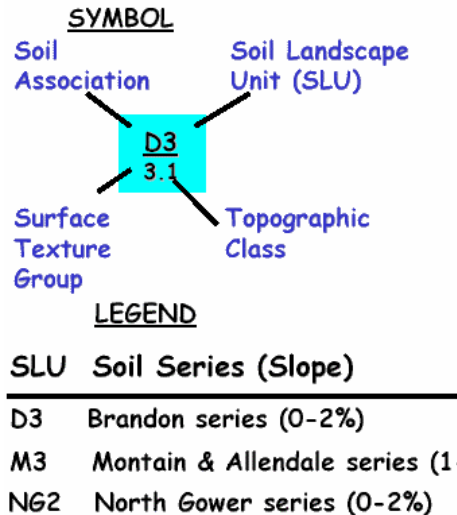 SYMBOL
Soil Association
Soil Landscape Unit (SLU)
D3
3.1
Surface Texture Group
Topographic Class
LEGEND
SLU Soil Series (Slope)
D3 Brandon series (0-2%)
M3 Montain & Allendale series (1-
NG2 North Gower series (0-2%)